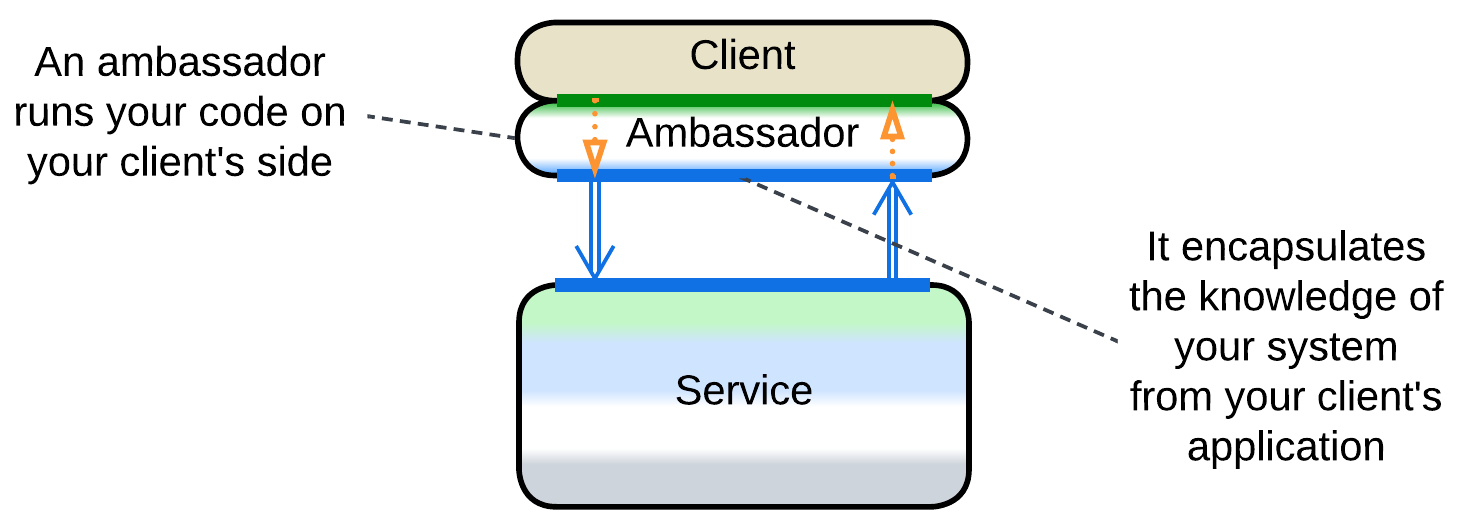 An ambassador
runs your code on
your client's side
Client
Ambassador
Service
It encapsulates
the knowledge of
your system
from your client's
application